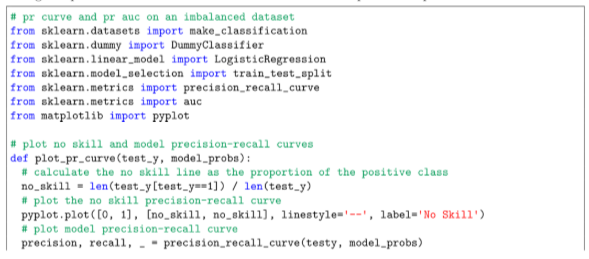 # pr curve and pr auc on an imbalanced dataset
from sklearn.datasets import make_classification
from sklearn.dummy import DummyClassifier
from sklearn.linear_model import LogisticRegression
from sklearn.model_selection import train_test_split
from sklearn.metrics import precision_recall_curve
from sklearn.metrics import auc
from matplotlib import pyplot

# plot no skill and model precision-recall curves
def plot_pr_curve(test_y, model_probs):
  # calculate the no skill line as the proportion of the positive class
  no_skill = len(test_y[test_y==1]) / len(test_y)
  # plot the no skill precision-recall curve
  pyplot.plot([0, 1], [no_skill, no_skill], linestyle='--', label='No Skill')
  # plot model precision-recall curve
  precision, recall, _ = precision_recall_curve(testy, model_probs)